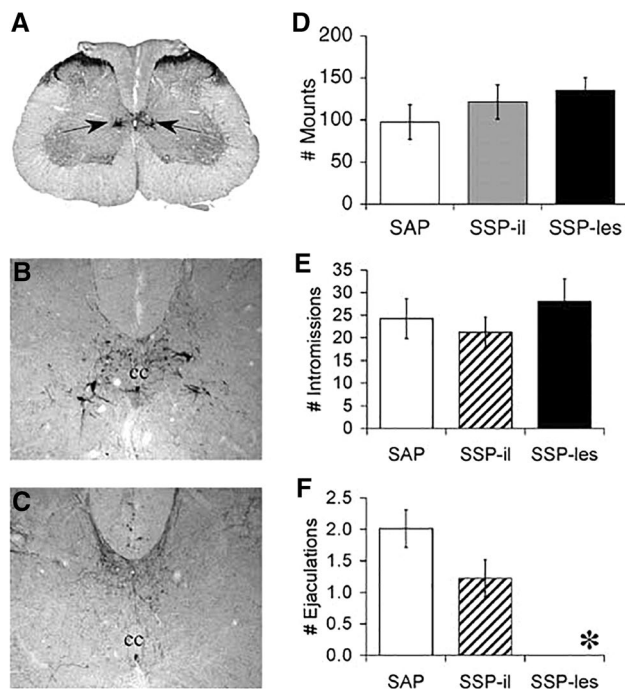 A
B
cc
C
cc
D
# Mounts
200
150
100
50
0
SAP SSP-il SSP-les
E
# Intromissions
35
30
25
20
15
10
5
0
SAP SSP-il SSP-les
F
# Ejaculations
2.5
2.0
1.5
1.0
0.5
0.0
*
SAP SSP-il SSP-les